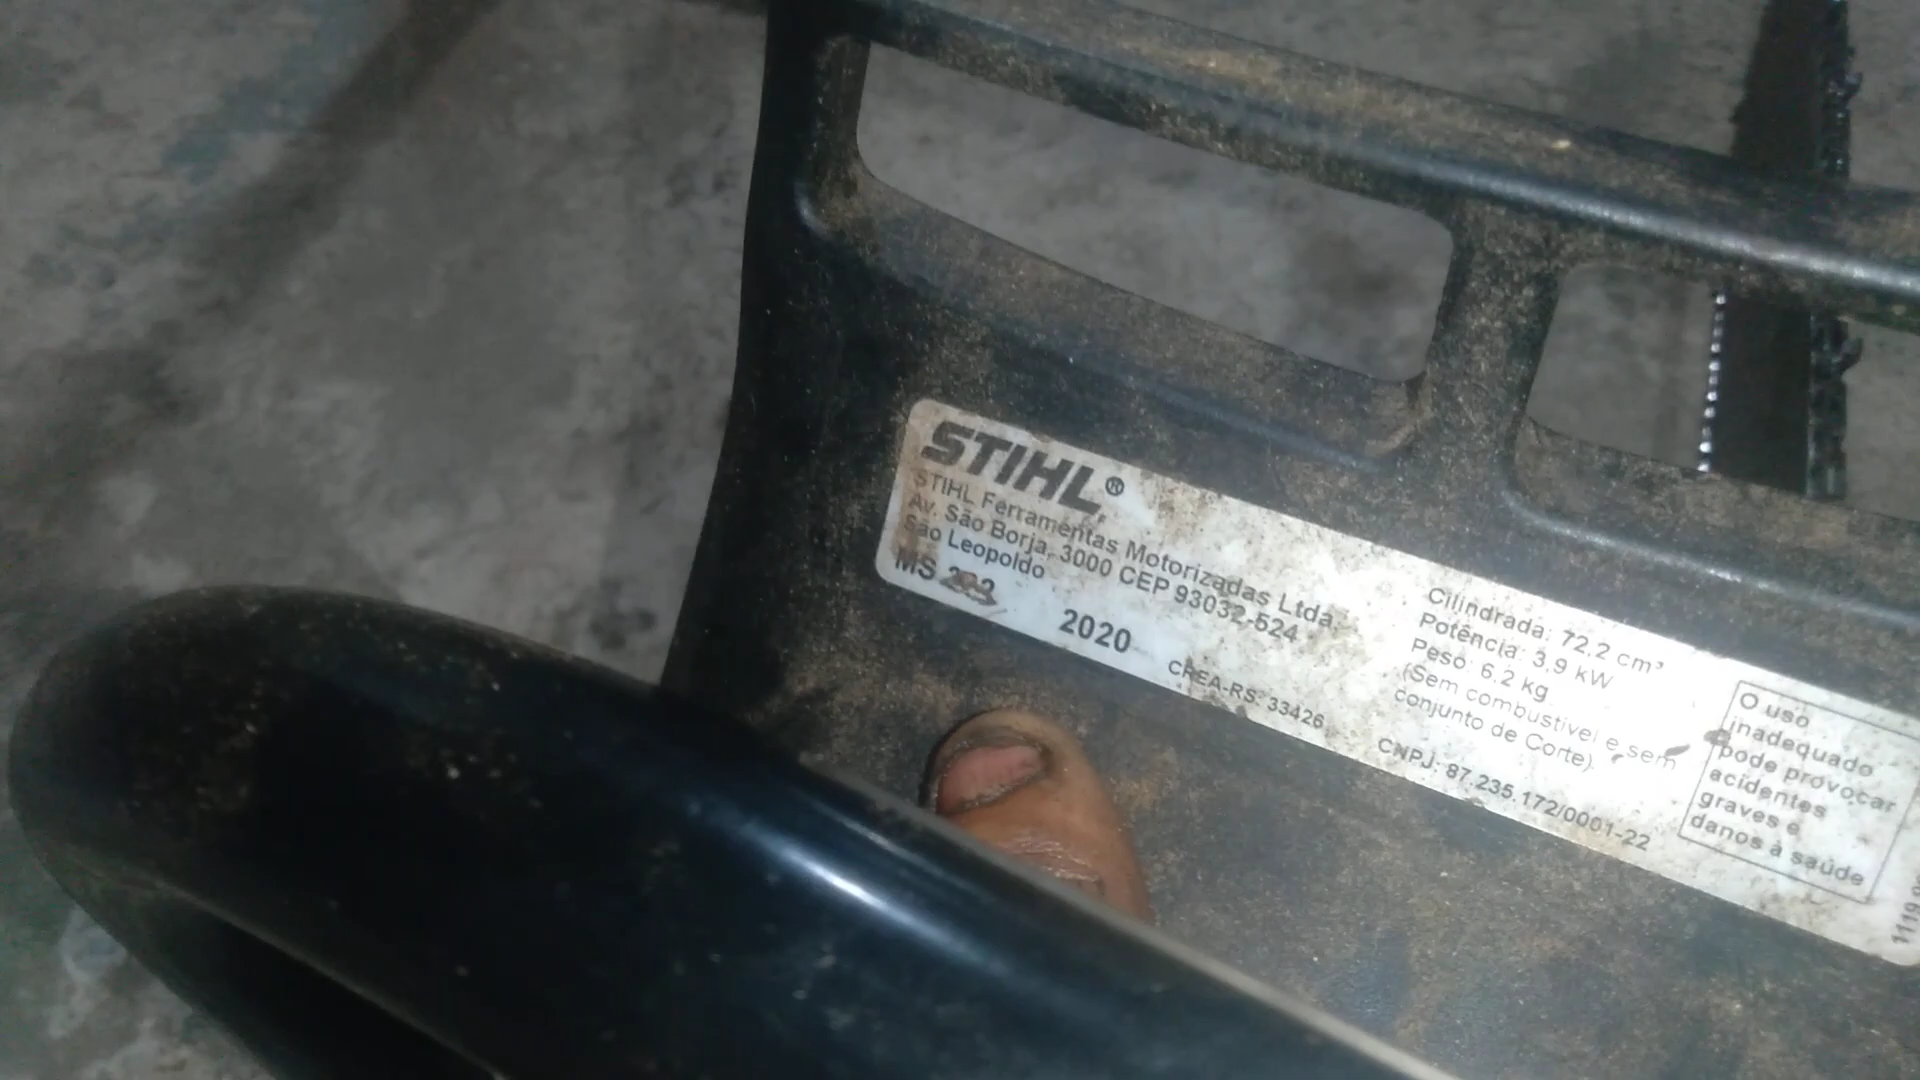 STIHL®
STIHL Ferramentas Motorizadas Ltda.
Av. São Borja, 3000 CEP 93032-524
São Leopoldo
MS
2020
CREA-RS: 33426
Cilindrada: 72.2 cm³
Potência: 3,9 kW
Peso: 6.2 kg
(Sem combustível e sem
conjunto de Corte).
CNPJ: 87.235.172/0001-22
O uso
inadequado
pode provocar
acidentes
graves e
danos à saúde
1119